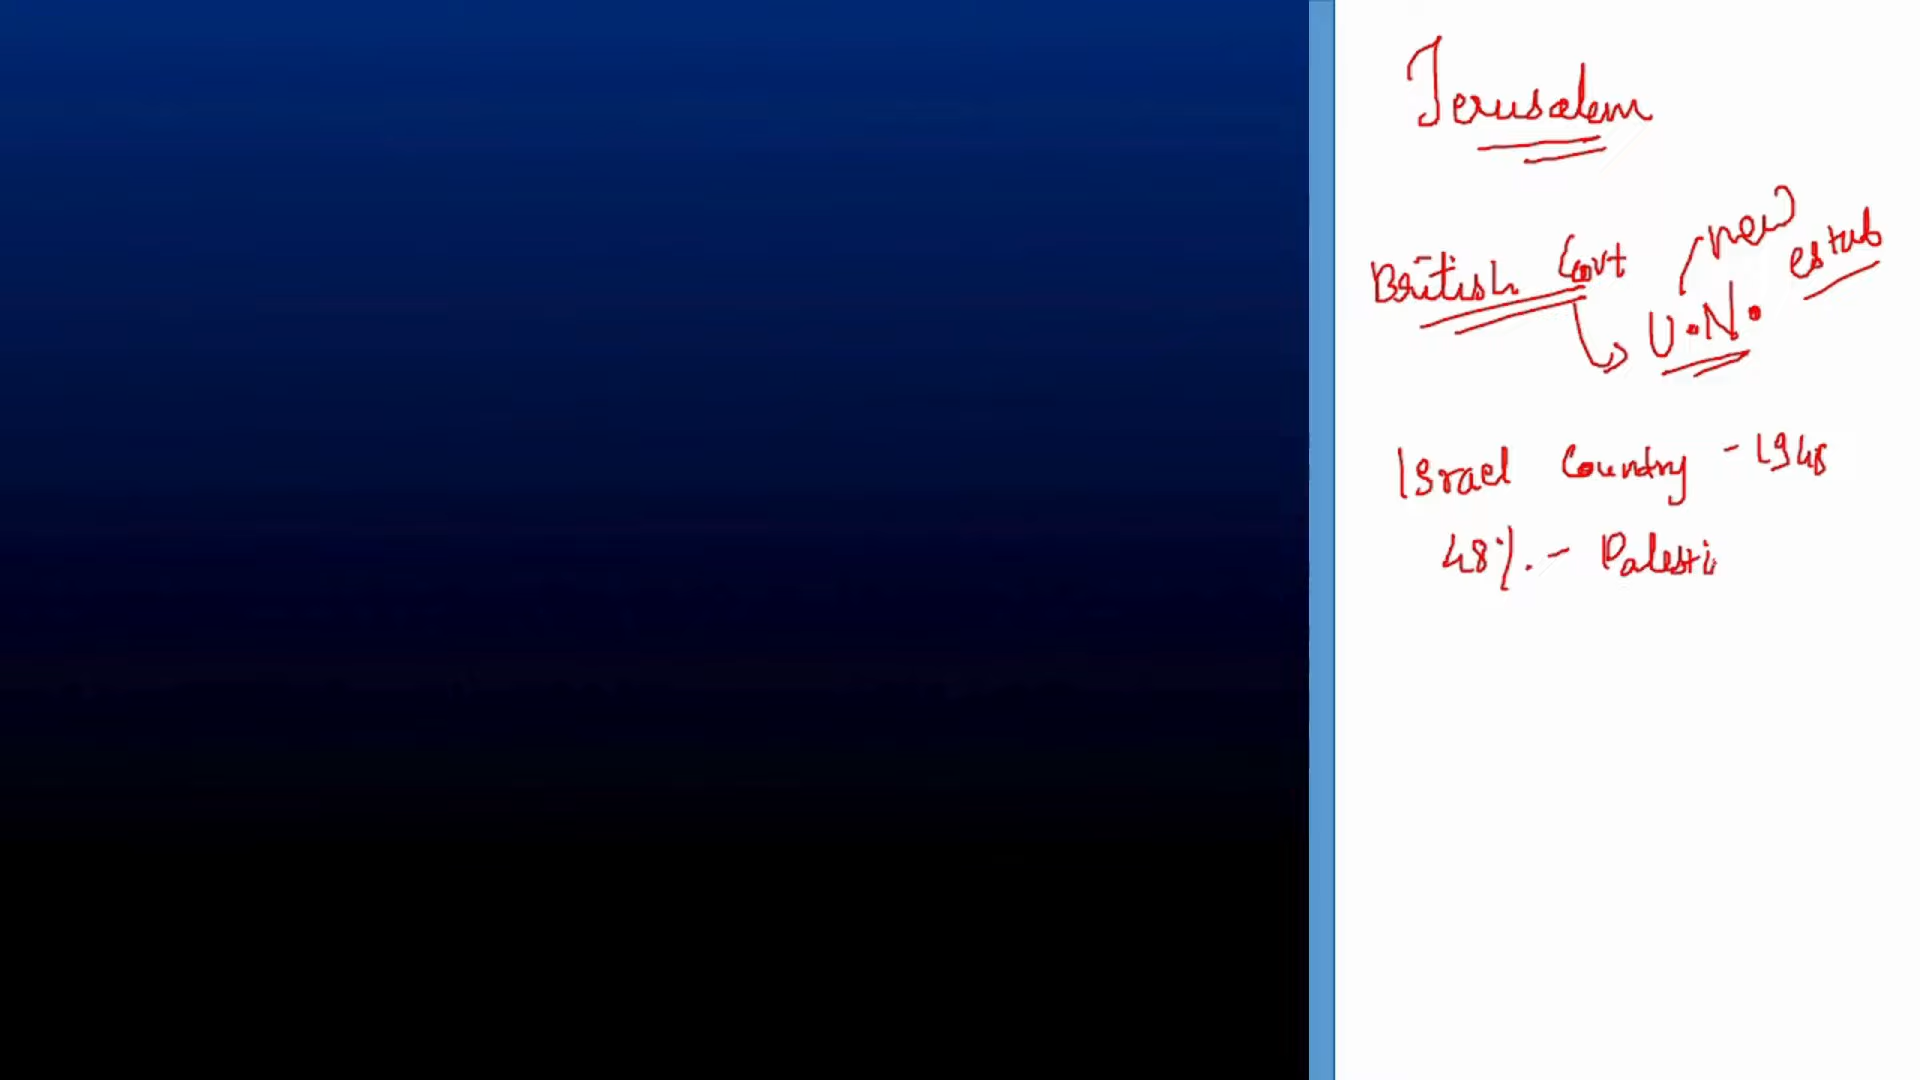 Jerusalem
new estab
British Govt
U.N.
Israel Country - 1948
48% - Palesti